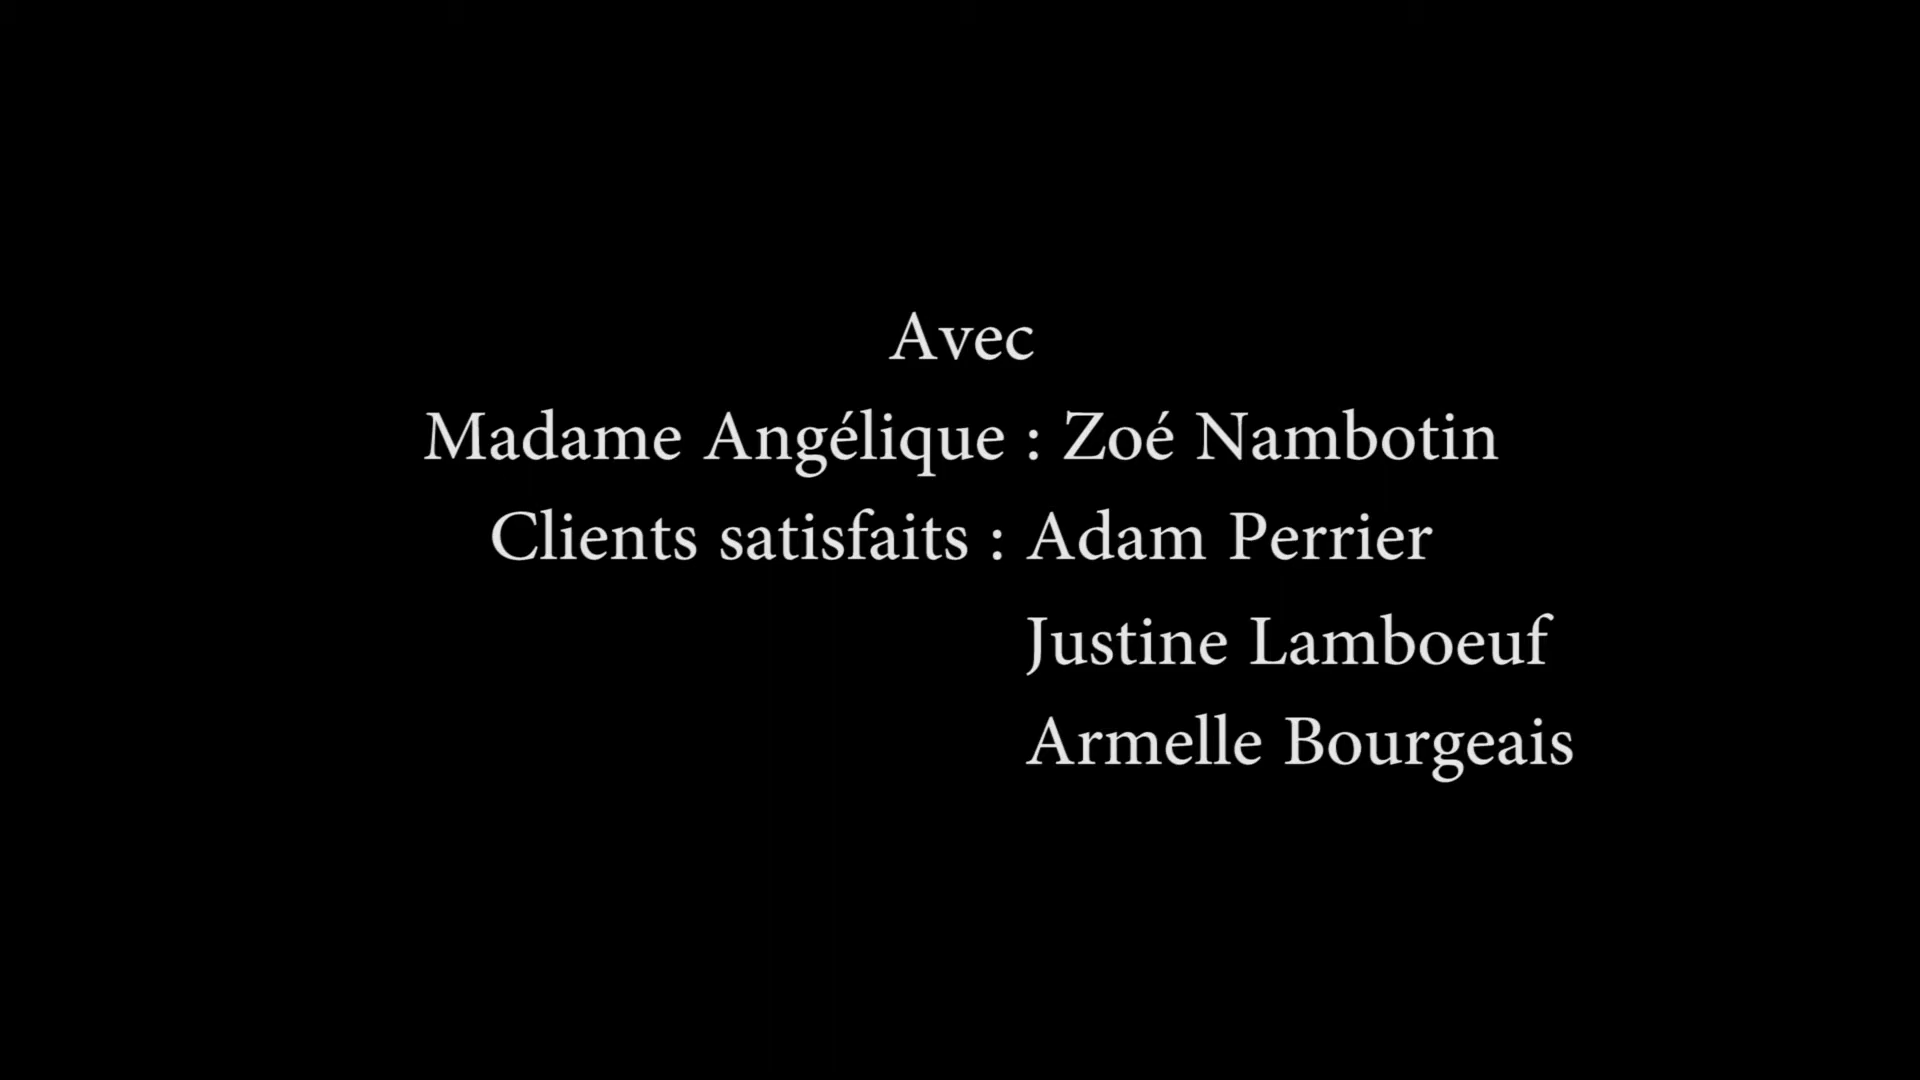 Avec
Madame Angélique : Zoé Nambotin
Clients satisfaits : Adam Perrier
Justine Lamboeuf
Armelle Bourgeais